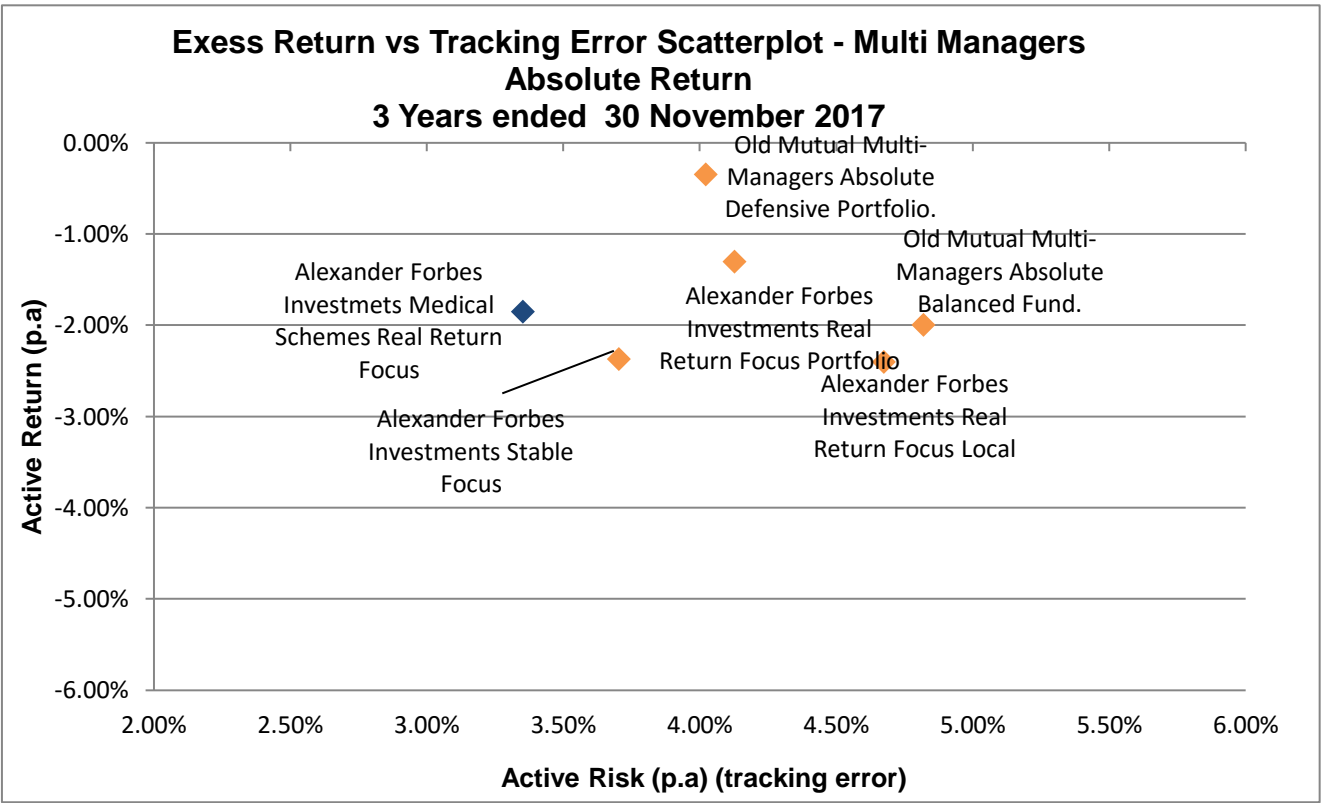 Exess Return vs Tracking Error Scatterplot - Multi Managers
Absolute Return
3 Years ended  30 November 2017
0.00%
-1.00%
-2.00%
-3.00%
-4.00%
-5.00%
-6.00%
Active Return (p.a)
Old Mutual Multi-
Managers Absolute
Defensive Portfolio.
Old Mutual Multi-
Managers Absolute
Balanced Fund.
Alexander Forbes
Investmets Medical
Schemes Real Return
Focus
Alexander Forbes
Investments Real
Return Focus Portfolio
Alexander Forbes
Investments Real
Return Focus Local
Alexander Forbes
Investments Stable
Focus
2.00%
2.50%
3.00%
3.50%
4.00%
4.50%
5.00%
5.50%
6.00%
Active Risk (p.a) (tracking error)